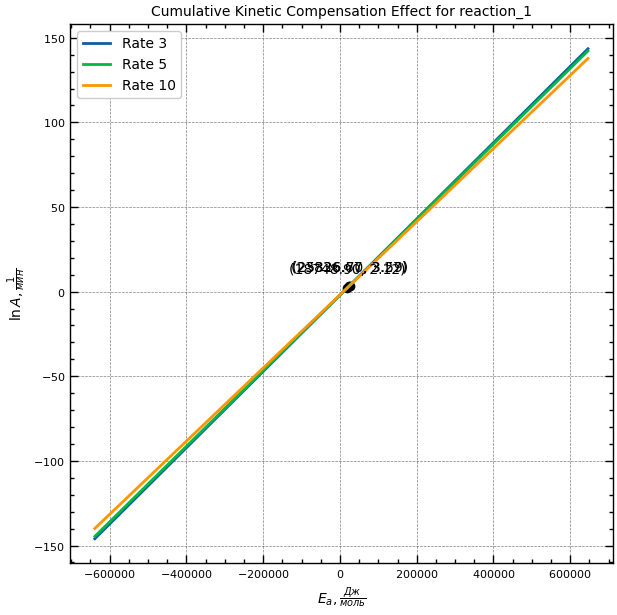 Cumulative Kinetic Compensation Effect for reaction_1
Rate 3
Rate 5
Rate 10
150
100
50
0
−50
−100
−150
ln A, 1/мин
−600000 −400000 −200000 0 200000 400000 600000
E_a, Дж/моль